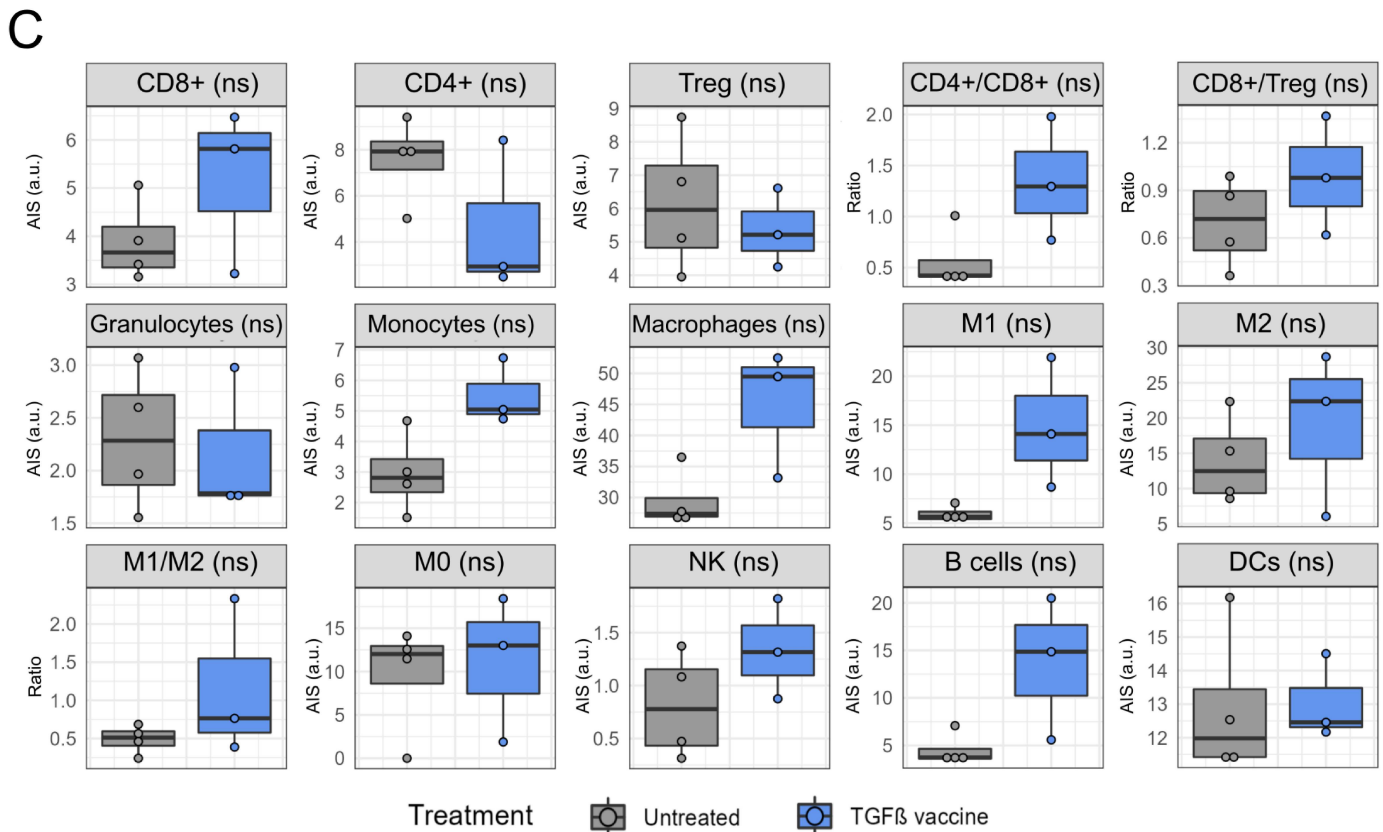 C
CD8+ (ns)
CD4+ (ns)
Treg (ns)
CD4+/CD8+ (ns)
CD8+/Treg (ns)
AIS (a.u.)
6
5
4
3
AIS (a.u.)
8
6
4
AIS (a.u.)
9
8
7
6
5
4
Ratio
2.0
1.5
1.0
0.5
Ratio
1.2
0.9
0.6
0.3
Granulocytes (ns)
Monocytes (ns)
Macrophages (ns)
M1 (ns)
M2 (ns)
AIS (a.u.)
3.0
2.5
2.0
1.5
AIS (a.u.)
7
6
5
4
3
2
AIS (a.u.)
50
45
40
35
30
AIS (a.u.)
20
15
10
5
AIS (a.u.)
30
25
20
15
10
5
M1/M2 (ns)
M0 (ns)
NK (ns)
B cells (ns)
DCs (ns)
Ratio
2.0
1.5
1.0
0.5
AIS (a.u.)
15
10
5
0
AIS (a.u.)
1.5
1.0
0.5
AIS (a.u.)
20
15
10
5
AIS (a.u.)
16
15
14
13
12
Treatment
Untreated
TGFß vaccine